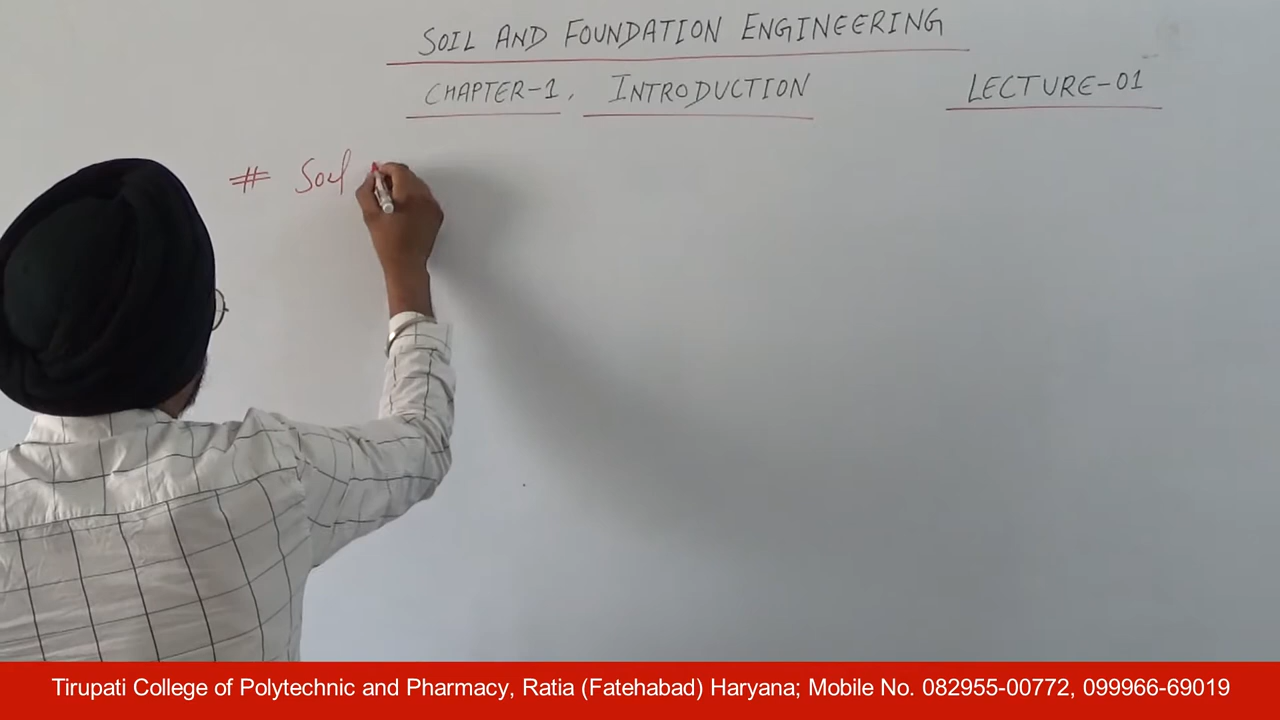 SOIL AND FOUNDATION ENGINEERING
CHAPTER-1, INTRODUCTION LECTURE-01
# Soil
Tirupati College of Polytechnic and Pharmacy, Ratia (Fatehabad) Haryana; Mobile No. 082955-00772, 099966-69019